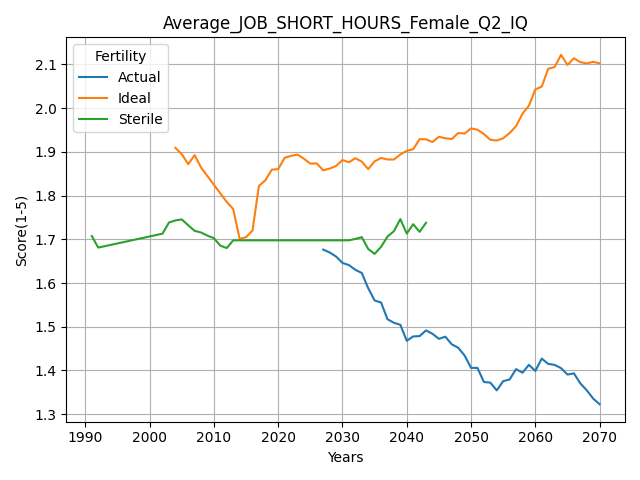 Average_JOB_SHORT_HOURS_Female_Q2_IQ
Fertility
Actual
Ideal
Sterile
Score(1-5)
2.1
2.0
1.9
1.8
1.7
1.6
1.5
1.4
1.3
1990 2000 2010 2020 2030 2040 2050 2060 2070
Years